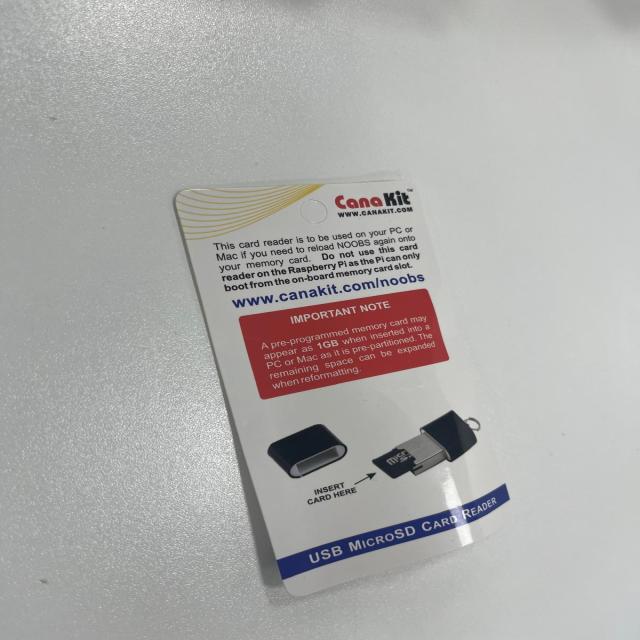 CanaKit™
WWW.CANAKIT.COM
This card reader is to be used on your PC or
Mac if you need to reload NOOBS again onto
your memory card. Do not use this card
reader on the Raspberry Pi as the Pi can only
boot from the on-board memory card slot.
www.canakit.com/noobs
IMPORTANT NOTE
A pre-programmed memory card may
appear as 1GB when inserted into a
PC or Mac as it is pre-partitioned. The
remaining space can be expanded
when reformatting.
microSD
INSERT
CARD HERE
USB MICROSD CARD READER